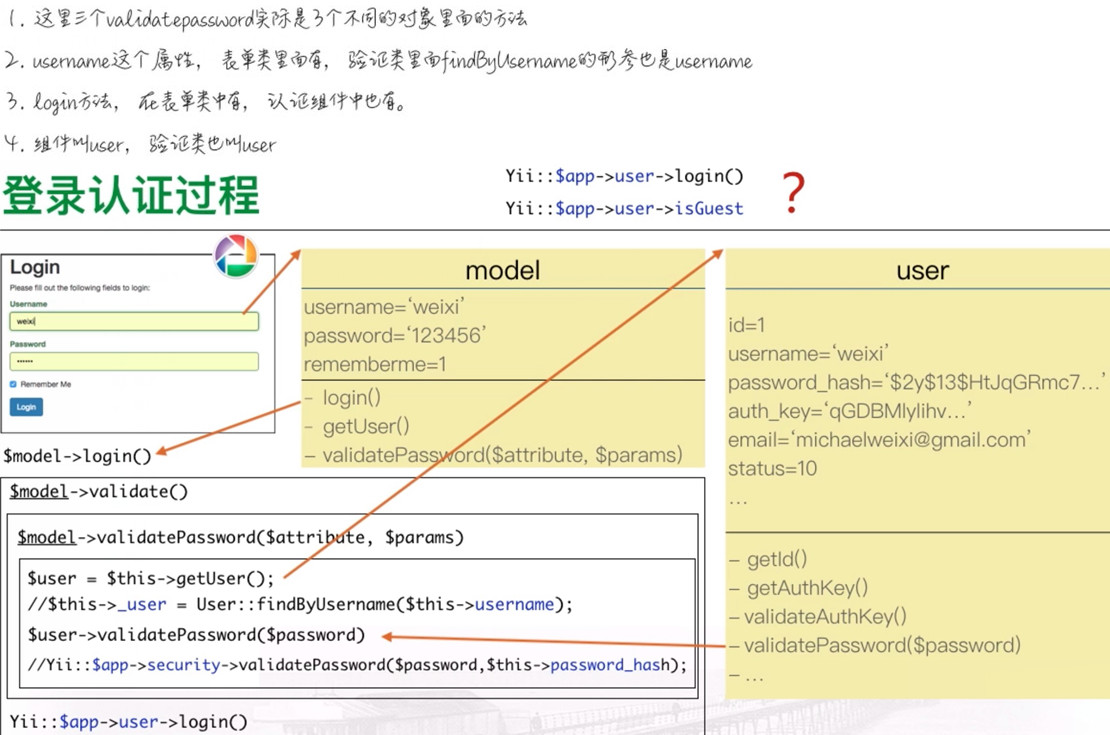 1. 这里三个validatepassword实际是3个不同的对象里面的方法
2. username这个属性， 表单类里面有， 验证类里面findByUsername的形参也是username
3. login方法， 在表单类中有， 认证组件中也有。
4. 组件叫user， 验证类也叫user
登录认证过程
Yii::$app->user->login()
Yii::$app->user->isGuest
?
Login
Please fill out the following fields to login:
Username
weixi
Password
••••••
Remember Me
Login
model
username=‘weixi’
password=‘123456’
rememberme=1
- login()
- getUser()
- validatePassword($attribute, $params)
user
id=1
username=‘weixi’
password_hash=‘$2y$13$HtJqGRmc7…’
auth_key=‘qGDBMlylihv…’
email=‘michaelweixi@gmail.com’
status=10
…
- getId()
- getAuthKey()
- validateAuthKey()
- validatePassword($password)
- …
$model->login()
$model->validate()
$model->validatePassword($attribute, $params)
$user = $this->getUser();
//$this->_user = User::findByUsername($this->username);
$user->validatePassword($password)
//Yii::$app->security->validatePassword($password,$this->password_hash);
Yii::$app->user->login()